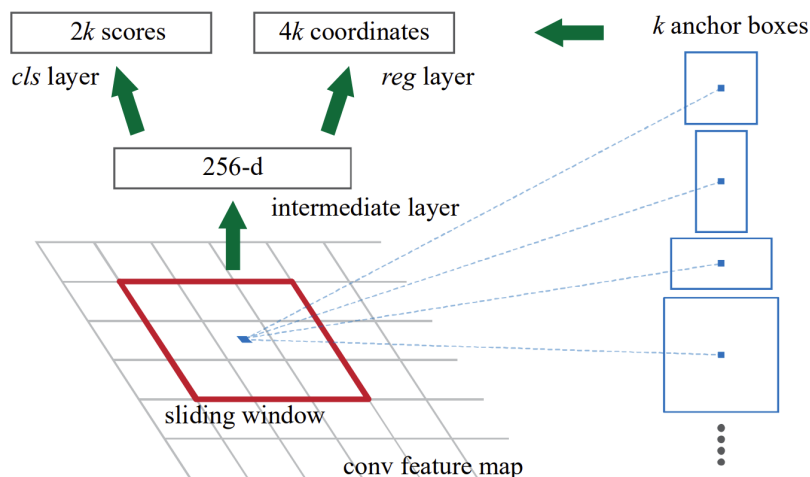 2k scores
4k coordinates
k anchor boxes
cls layer
reg layer
256-d
intermediate layer
sliding window
conv feature map